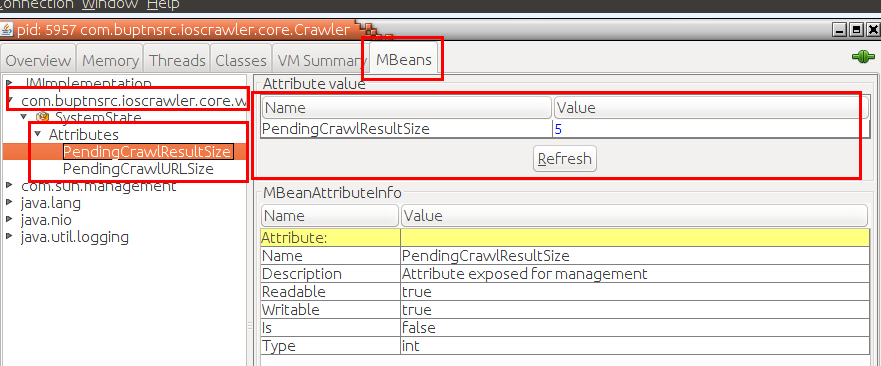 Connection Window Help
pid: 5957 com.buptnsrc.ioscrawler.core.Crawler
Overview Memory Threads Classes VM Summary MBeans
JMImplementation
com.buptnsrc.ioscrawler.core.w
SystemState
Attributes
PendingCrawlResultSize
PendingCrawlURLSize
com.sun.management
java.lang
java.nio
java.util.logging
Attribute value
Name Value
PendingCrawlResultSize 5
Refresh
MBeanAttributeInfo
Name Value
Attribute:
Name PendingCrawlResultSize
Description Attribute exposed for management
Readable true
Writable true
Is false
Type int